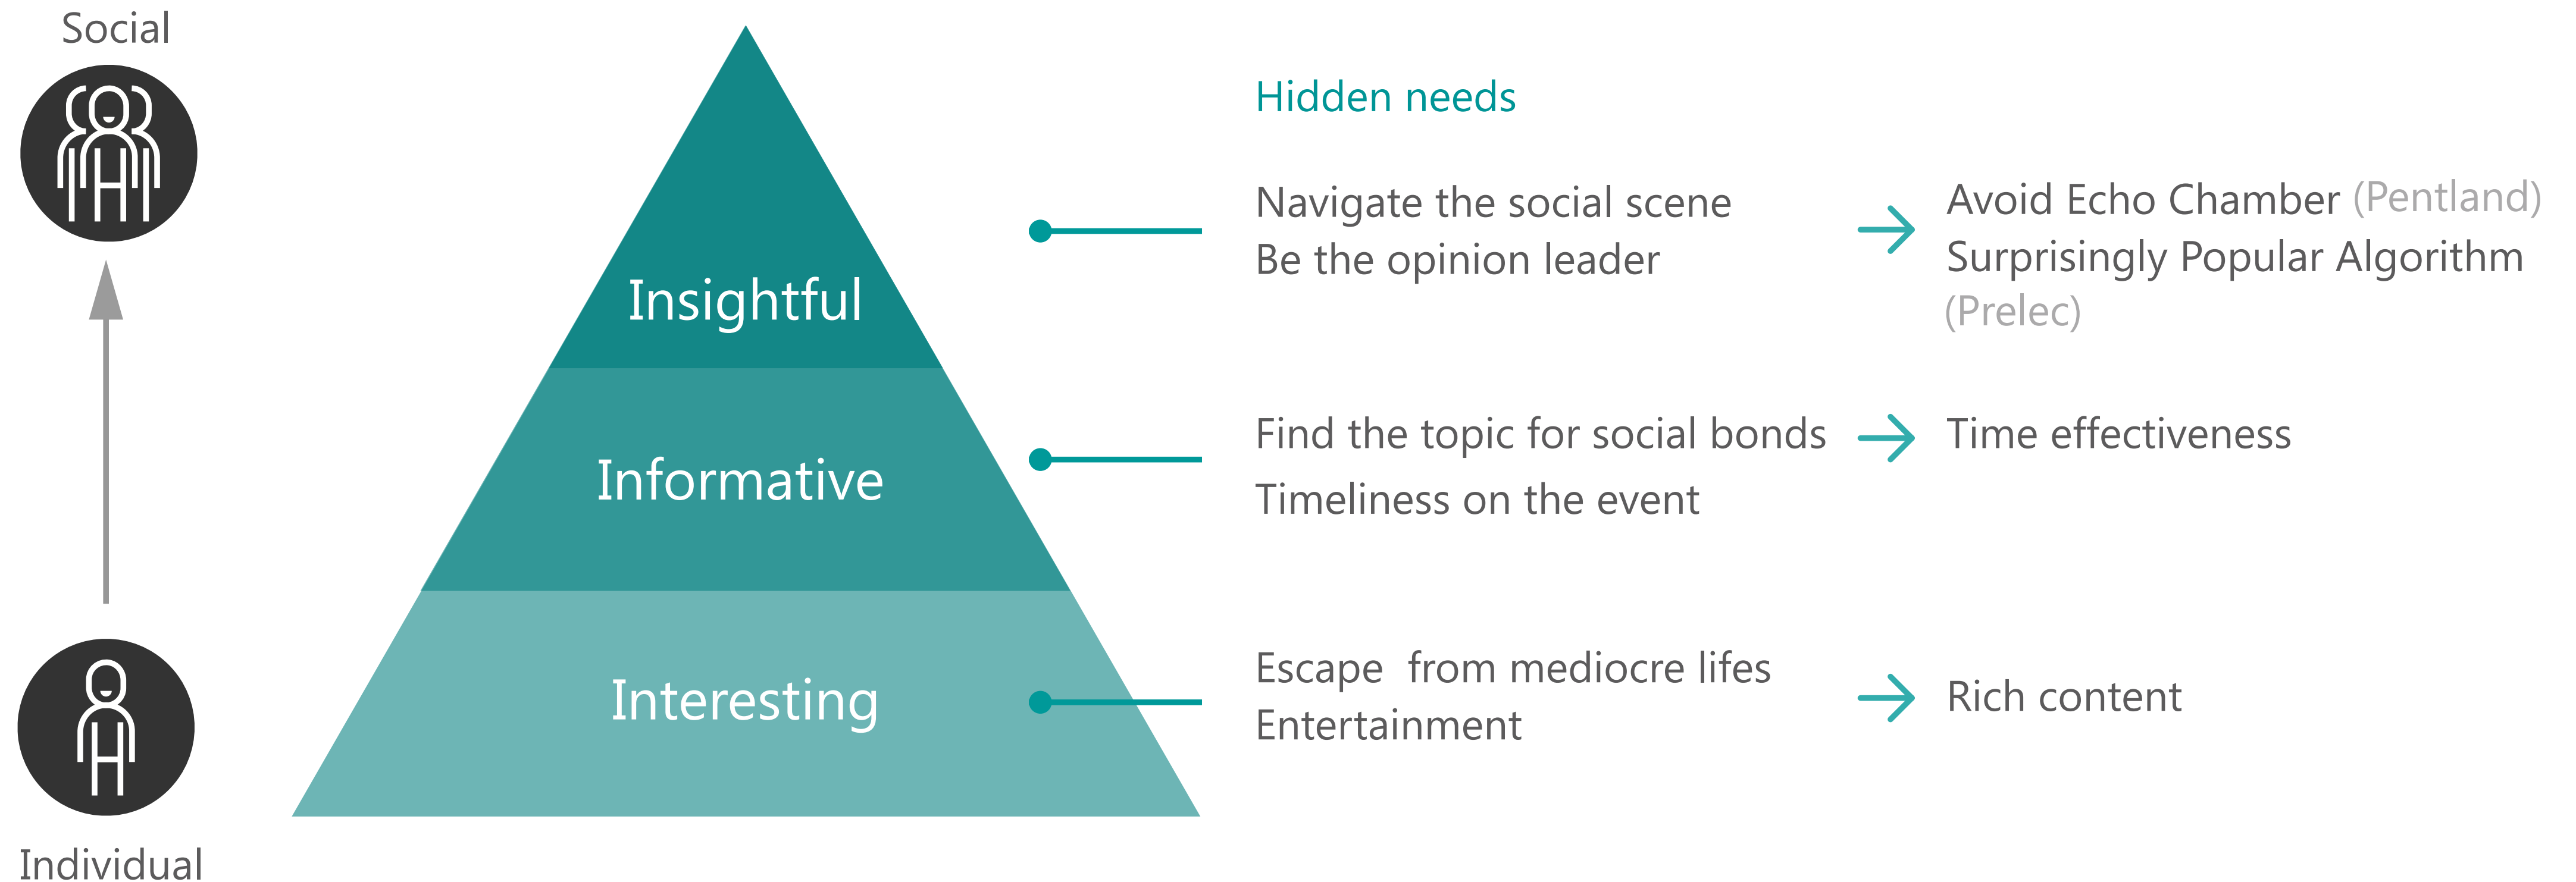 Social
Individual
Insightful
Informative
Interesting
Hidden needs
Navigate the social scene
Be the opinion leader
Avoid Echo Chamber (Pentland)
Surprisingly Popular Algorithm
(Prelec)
Find the topic for social bonds
Timeliness on the event
Time effectiveness
Escape  from mediocre lifes
Entertainment
Rich content